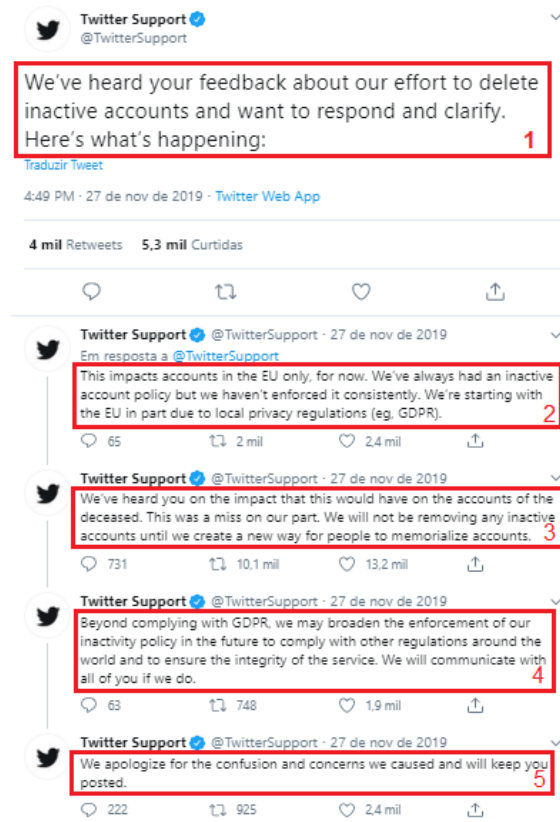 Twitter Support
@TwitterSupport
We've heard your feedback about our effort to delete
inactive accounts and want to respond and clarify.
Here's what's happening:
1
Traduzir Tweet
4:49 PM · 27 de nov de 2019 · Twitter Web App
4 mil Retweets 5,3 mil Curtidas
Twitter Support @TwitterSupport · 27 de nov de 2019
Em resposta a @TwitterSupport
This impacts accounts in the EU only, for now. We've always had an inactive
account policy but we haven't enforced it consistently. We're starting with
the EU in part due to local privacy regulations (eg, GDPR).
2
65 2 mil 2,4 mil
Twitter Support @TwitterSupport · 27 de nov de 2019
We've heard you on the impact that this would have on the accounts of the
deceased. This was a miss on our part. We will not be removing any inactive
accounts until we create a new way for people to memorialize accounts.
3
731 10,1 mil 13,2 mil
Twitter Support @TwitterSupport · 27 de nov de 2019
Beyond complying with GDPR, we may broaden the enforcement of our
inactivity policy in the future to comply with other regulations around the
world and to ensure the integrity of the service. We will communicate with
all of you if we do.
4
63 748 1,9 mil
Twitter Support @TwitterSupport · 27 de nov de 2019
We apologize for the confusion and concerns we caused and will keep you
posted.
5
222 925 2,4 mil